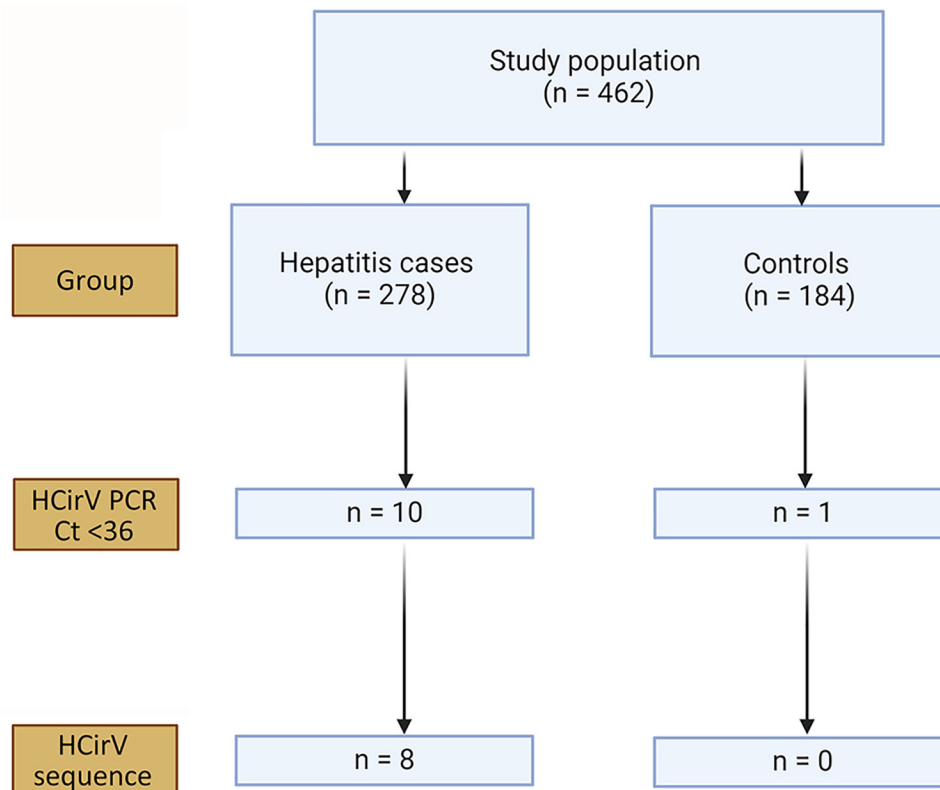 Study population
(n = 462)
Group
Hepatitis cases
(n = 278)
Controls
(n = 184)
HCirV PCR
Ct <36
n = 10
n = 1
HCirV
sequence
n = 8
n = 0